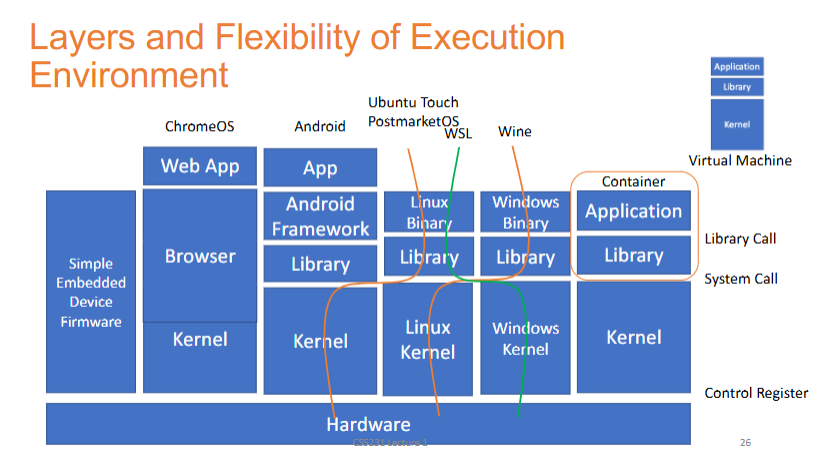 Layers and Flexibility of Execution
Environment
Application
Library
Kernel
Virtual Machine
ChromeOS
Android
Ubuntu Touch
PostmarketOS
WSL
Wine
Web App
App
Container
Simple
Embedded
Device
Firmware
Browser
Kernel
Android
Framework
Library
Kernel
Linux
Binary
Library
Linux
Kernel
Windows
Binary
Library
Windows
Kernel
Application
Library
Kernel
Library Call
System Call
Control Register
Hardware
26